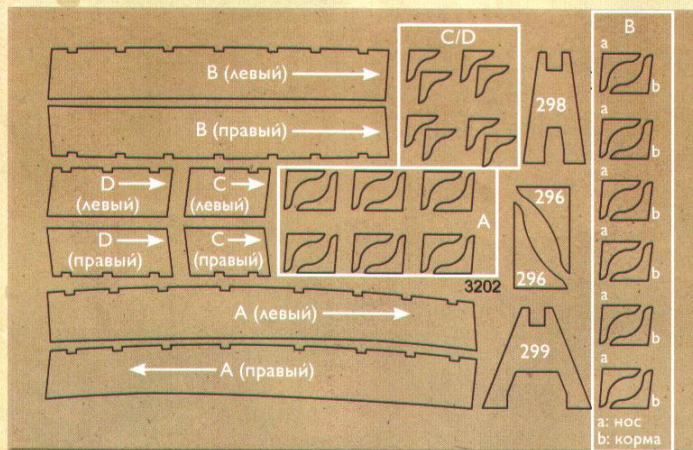 C/D
B
a
B (левый)
b
298
a
B (правый)
b
a
D
(левый)
C
(левый)
296
b
A
a
D
(правый)
C
(правый)
b
296
3202
a
A (левый)
299
b
a
A (правый)
b
a: нос
b: корма